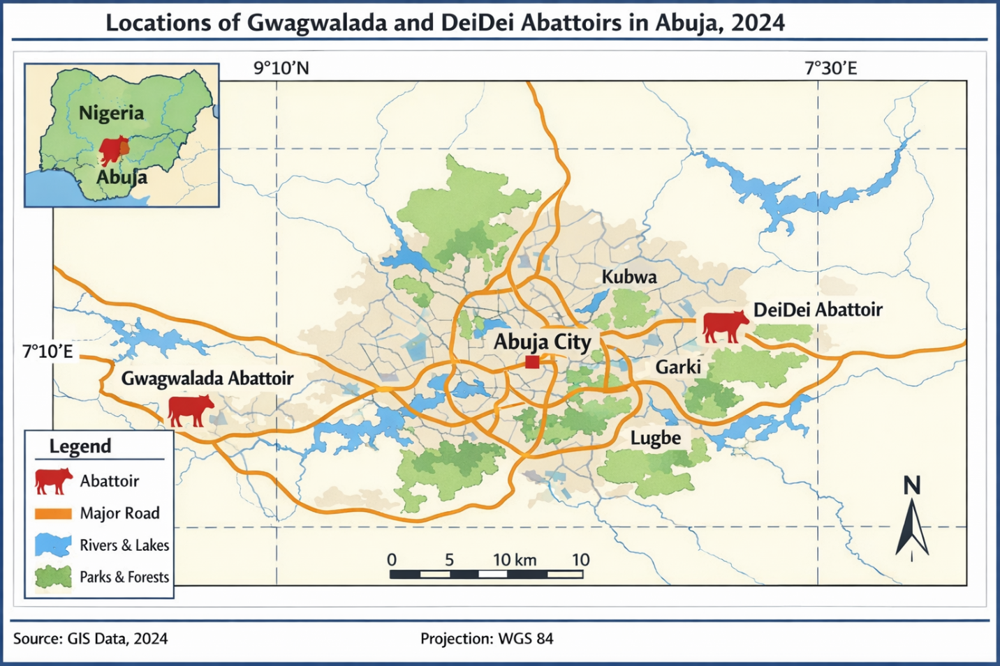 Locations of Gwagwalada and DeiDei Abattoirs in Abuja, 2024
9°10'N
7°30'E
Nigeria
Abuja
Kubwa
DeiDei Abattoir
Abuja City
7°10'E
Garki
Gwagwalada Abattoir
Lugbe
Legend
Abattoir
Major Road
Rivers & Lakes
Parks & Forests
N
0 5 10 km 10
Source: GIS Data, 2024
Projection: WGS 84